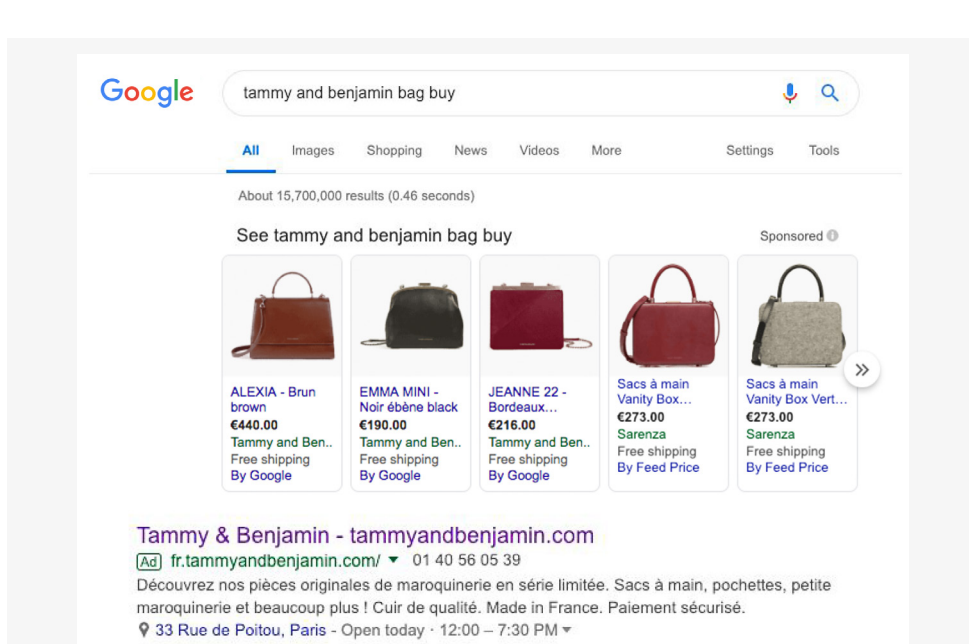 Google
tammy and benjamin bag buy
All Images Shopping News Videos More Settings Tools
About 15,700,000 results (0.46 seconds)
See tammy and benjamin bag buy
Sponsored
ALEXIA - Brun
brown
€440.00
Tammy and Ben..
Free shipping
By Google
EMMA MINI -
Noir ébène black
€190.00
Tammy and Ben..
Free shipping
By Google
JEANNE 22 -
Bordeaux…
€216.00
Tammy and Ben..
Free shipping
By Google
Sacs à main
Vanity Box…
€273.00
Sarenza
Free shipping
By Feed Price
Sacs à main
Vanity Box Vert…
€273.00
Sarenza
Free shipping
By Feed Price
Tammy & Benjamin - tammyandbenjamin.com
Ad fr.tammyandbenjamin.com/ 01 40 56 05 39
Découvrez nos pièces originales de maroquinerie en série limitée. Sacs à main, pochettes, petite
maroquinerie et beaucoup plus ! Cuir de qualité. Made in France. Paiement sécurisé.
33 Rue de Poitou, Paris - Open today · 12:00 – 7:30 PM